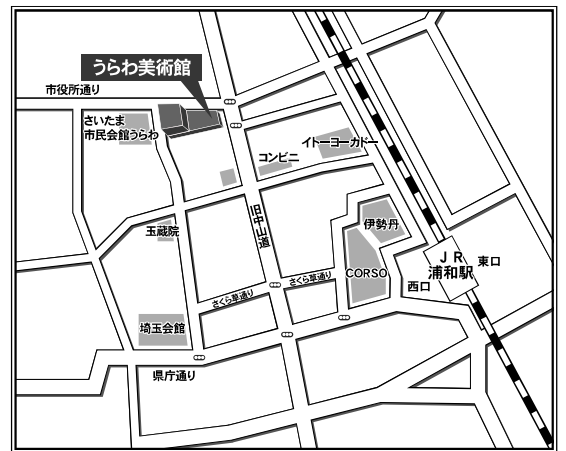 うらわ美術館
市役所通り
さいたま
市民会館うらわ
イトーヨーカドー
コンビニ
旧中山道
玉蔵院
伊勢丹
CORSO
JR
浦和駅
東口
西口
さくら草通り
さくら草通り
埼玉会館
県庁通り